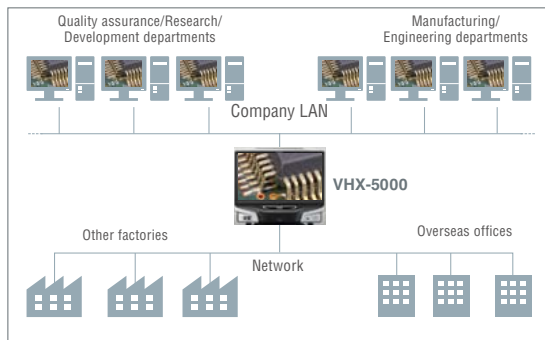 Quality assurance/Research/
Development departments
Manufacturing/
Engineering departments
Company LAN
VHX-5000
Other factories
Overseas offices
Network